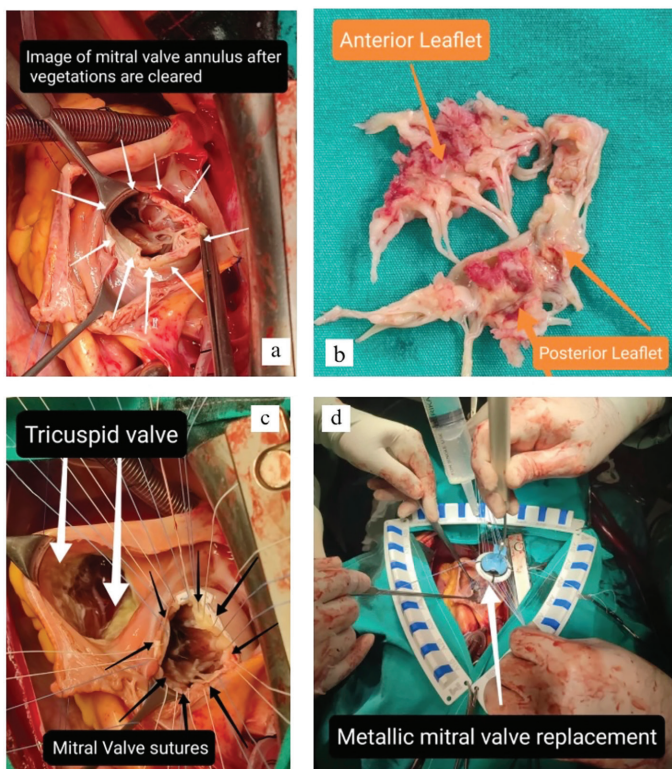 Image of mitral valve annulus after
vegetations are cleared
a
Anterior Leaflet
Posterior Leaflet
b
Tricuspid valve
c
Mitral Valve sutures
d
Metallic mitral valve replacement